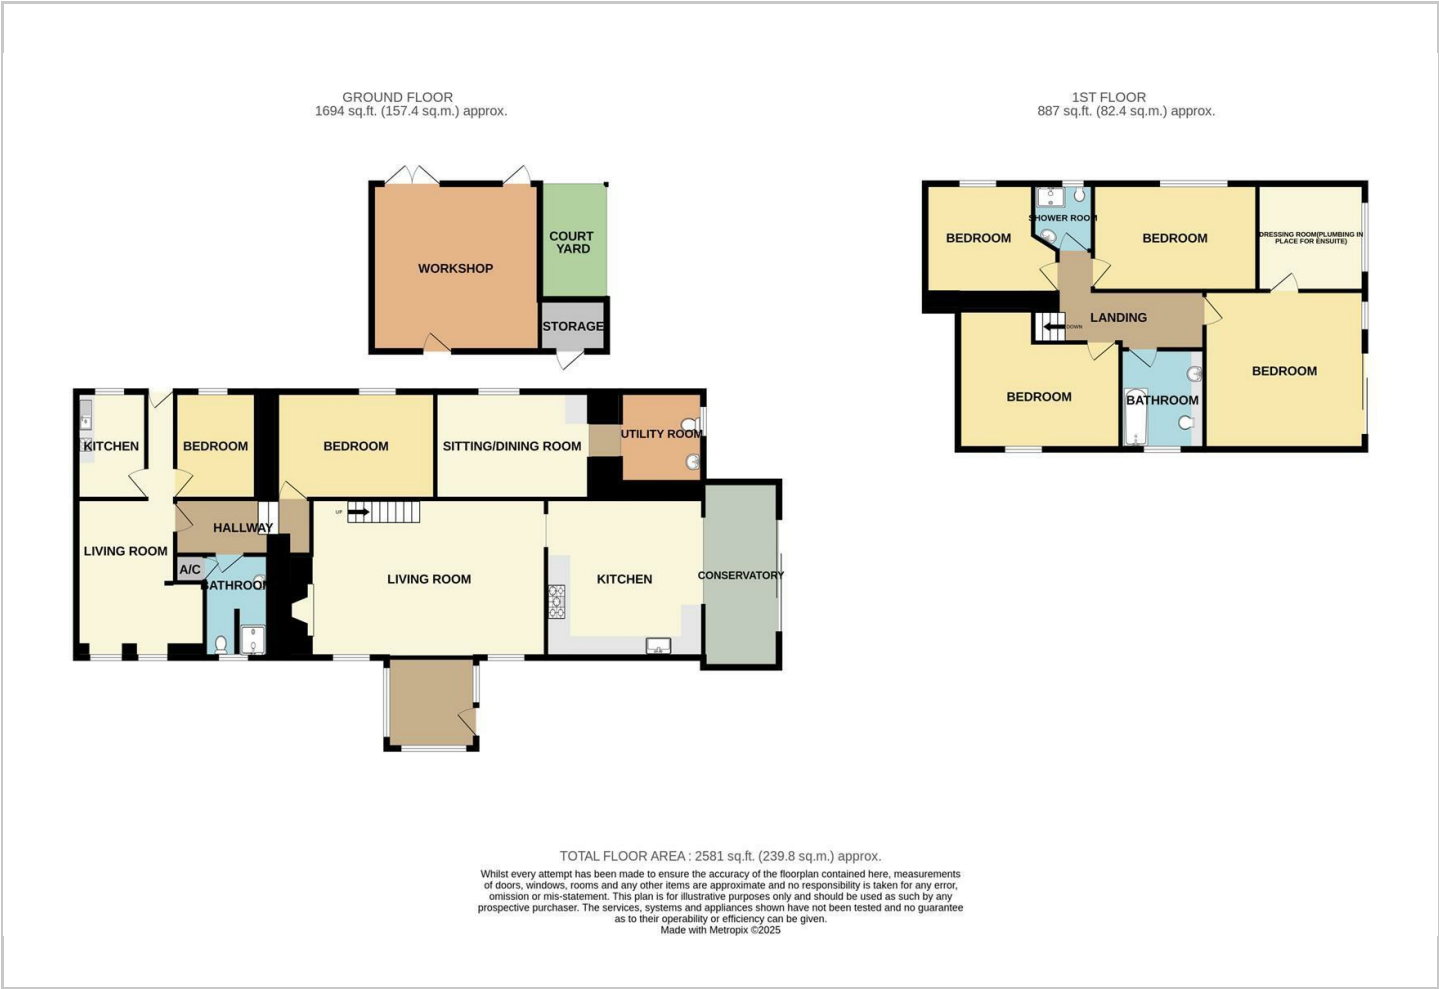 GROUND FLOOR
1694 sq.ft. (157.4 sq.m.) approx.
1ST FLOOR
887 sq.ft. (82.4 sq.m.) approx.
WORKSHOP
COURT
YARD
STORAGE
KITCHEN
BEDROOM
BEDROOM
SITTING/DINING ROOM
UTILITY ROOM
HALLWAY
UP
LIVING ROOM
A/C
BATHROOM
LIVING ROOM
KITCHEN
CONSERVATORY
BEDROOM
SHOWER ROOM
BEDROOM
DRESSING ROOM(PLUMBING IN
PLACE FOR ENSUITE)
LANDING
DOWN
BEDROOM
BATHROOM
BEDROOM
TOTAL FLOOR AREA : 2581 sq.ft. (239.8 sq.m.) approx.
Whilst every attempt has been made to ensure the accuracy of the floorplan contained here, measurements
of doors, windows, rooms and any other items are approximate and no responsibility is taken for any error,
omission or mis-statement. This plan is for illustrative purposes only and should be used as such by any
prospective purchaser. The services, systems and appliances shown have not been tested and no guarantee
as to their operability or efficiency can be given.
Made with Metropix ©2025